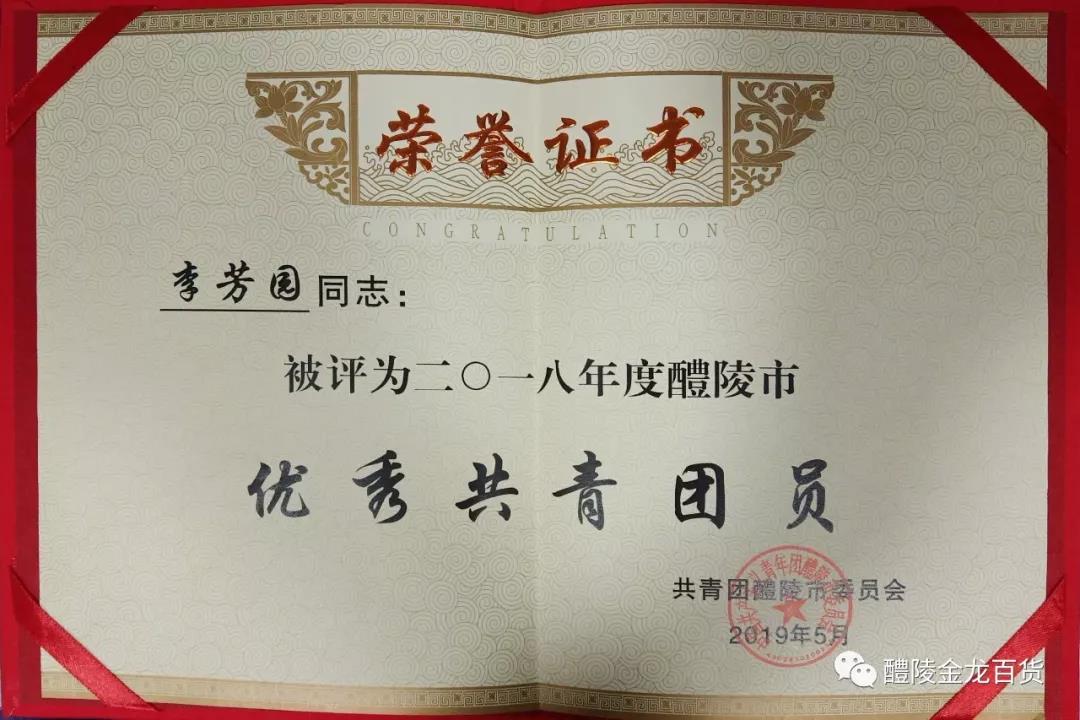 荣誉证书
CONGRATULATION
李芳园同志：
被评为二〇一八年度醴陵市
优秀共青团员
共青团醴陵市委员会
2019年5月
醴陵金龙百货